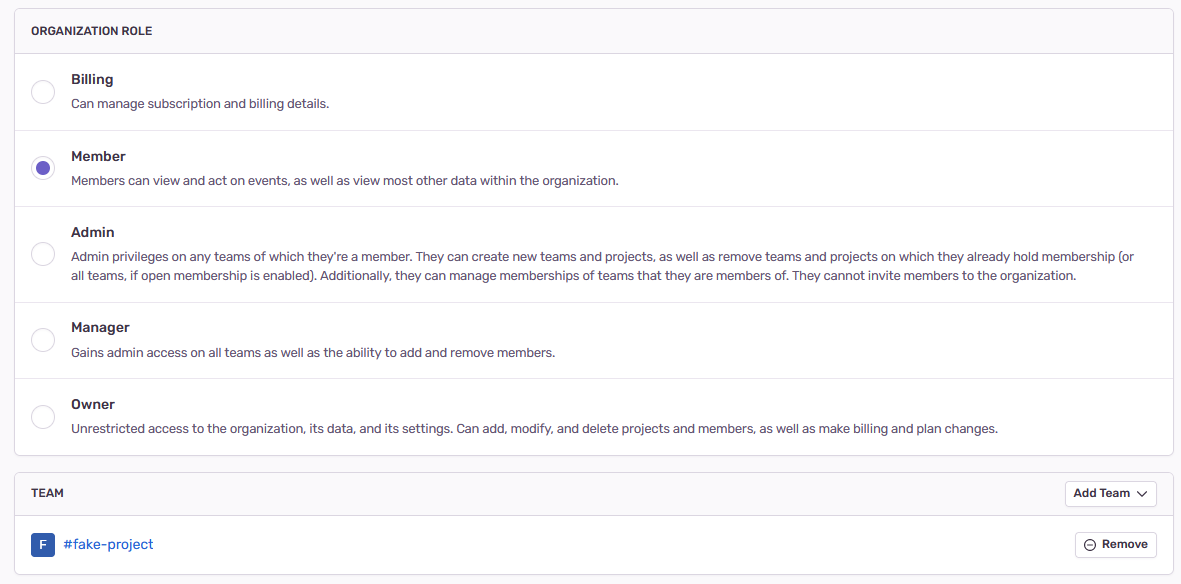 ORGANIZATION ROLE
Billing
Can manage subscription and billing details.
Member
Members can view and act on events, as well as view most other data within the organization.
Admin
Admin privileges on any teams of which they're a member. They can create new teams and projects, as well as remove teams and projects on which they already hold membership (or
all teams, if open membership is enabled). Additionally, they can manage memberships of teams that they are members of. They cannot invite members to the organization.
Manager
Gains admin access on all teams as well as the ability to add and remove members.
Owner
Unrestricted access to the organization, its data, and its settings. Can add, modify, and delete projects and members, as well as make billing and plan changes.
TEAM Add Team
F #fake-project Remove